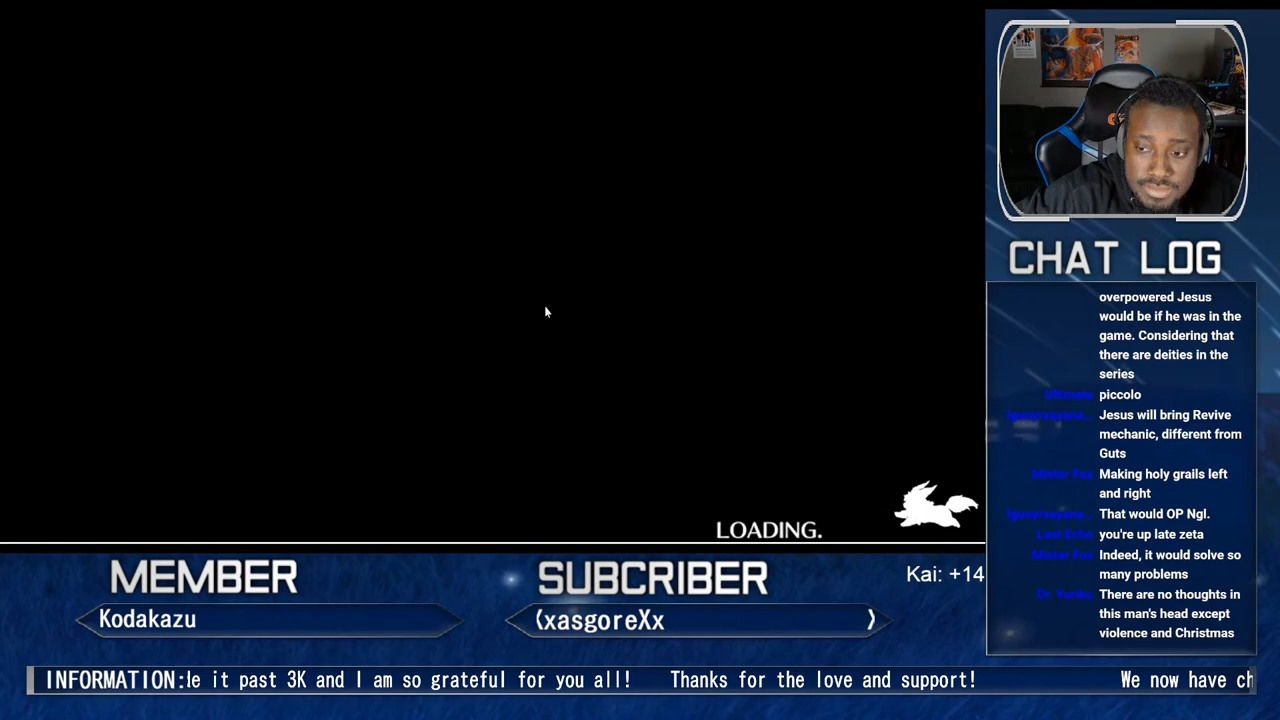 CHAT LOG
overpowered Jesus
would be if he was in the
game. Considering that
there are deities in the
series
Ultimate piccolo
Jesus will bring Revive
mechanic, different from
Guts
Mister Fox Making holy grails left
and right
That would OP Ngl.
Last Echo you're up late zeta
Mister Fox Indeed, it would solve so
many problems
Dr. Yuriko There are no thoughts in
this man's head except
violence and Christmas
LOADING.
MEMBER
Kodakazu
SUBCRIBER
(xasgoreXx )
Kai: +14
INFORMATION:le it past 3K and I am so grateful for you all! Thanks for the love and support! We now have ch